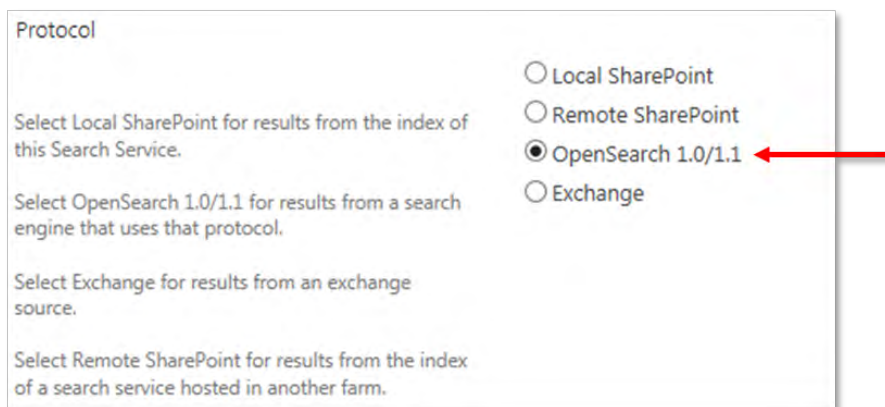 Protocol
Local SharePoint
Remote SharePoint
OpenSearch 1.0/1.1
Exchange
Select Local SharePoint for results from the index of
this Search Service.
Select OpenSearch 1.0/1.1 for results from a search
engine that uses that protocol.
Select Exchange for results from an exchange
source.
Select Remote SharePoint for results from the index
of a search service hosted in another farm.